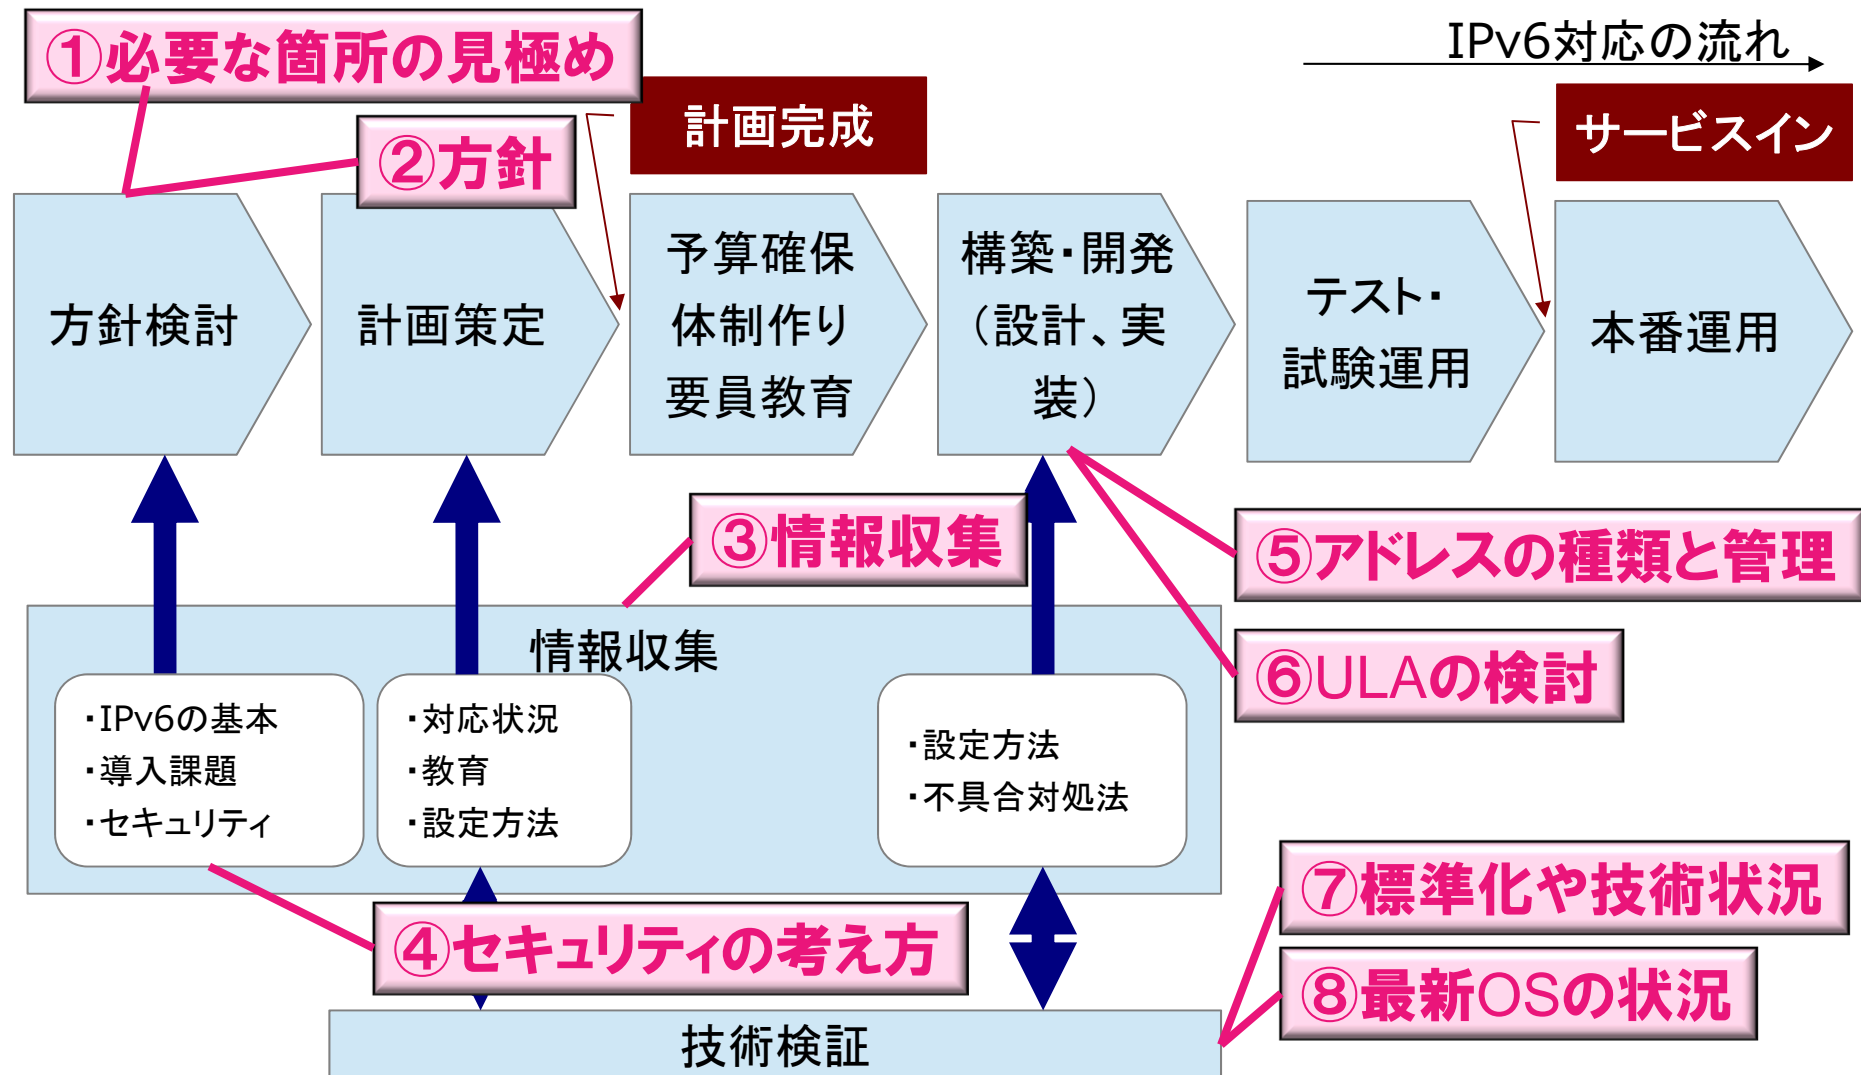 ①必要な箇所の見極め
IPv6対応の流れ
計画完成
サービスイン
②方針
方針検討
計画策定
予算確保
体制作り
要員教育
構築・開発
（設計、実
装）
テスト・
試験運用
本番運用
③情報収集
⑤アドレスの種類と管理
情報収集
⑥ULAの検討
・IPv6の基本
・導入課題
・セキュリティ
・対応状況
・教育
・設定方法
・設定方法
・不具合対処法
⑦標準化や技術状況
④セキュリティの考え方
⑧最新OSの状況
技術検証